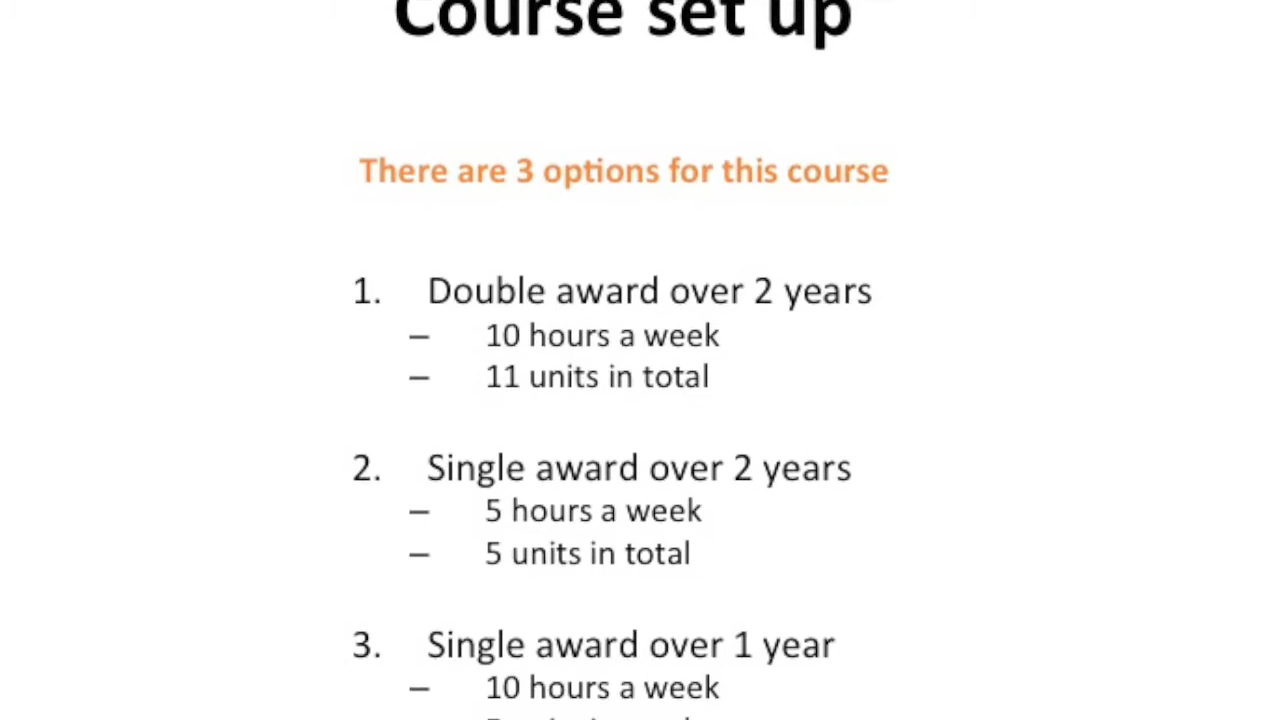 Course set up
There are 3 options for this course
1. Double award over 2 years
– 10 hours a week
– 11 units in total
2. Single award over 2 years
– 5 hours a week
– 5 units in total
3. Single award over 1 year
– 10 hours a week